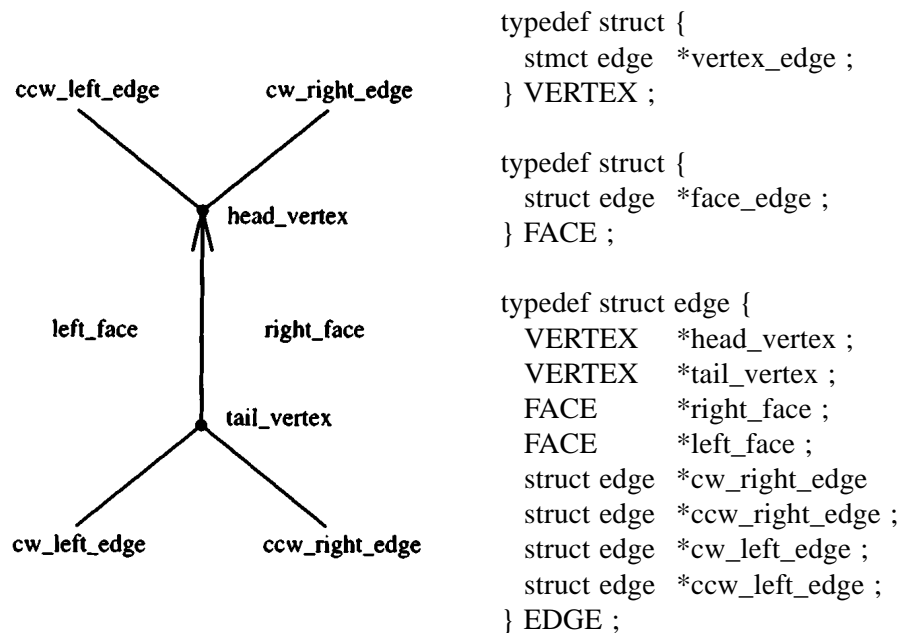 ccw_left_edge
cw_right_edge
head_vertex
left_face
right_face
tail_vertex
cw_left_edge
ccw_right_edge
typedef struct {
stmct edge *vertex_edge ;
} VERTEX ;
typedef struct {
struct edge *face_edge ;
} FACE ;
typedef struct edge {
VERTEX *head_vertex ;
VERTEX *tail_vertex ;
FACE *right_face ;
FACE *left_face ;
struct edge *cw_right_edge
struct edge *ccw_right_edge ;
struct edge *cw_left_edge ;
struct edge *ccw_left_edge ;
} EDGE ;